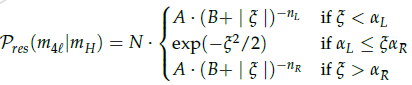 𝒫_res(m_4ℓ|m_H) = N · { A · (B+ | ξ |)^−n_L if ξ < α_L
exp(−ξ²/2) if α_L ≤ ξα_R
A · (B+ | ξ |)^−n_R if ξ > α_R